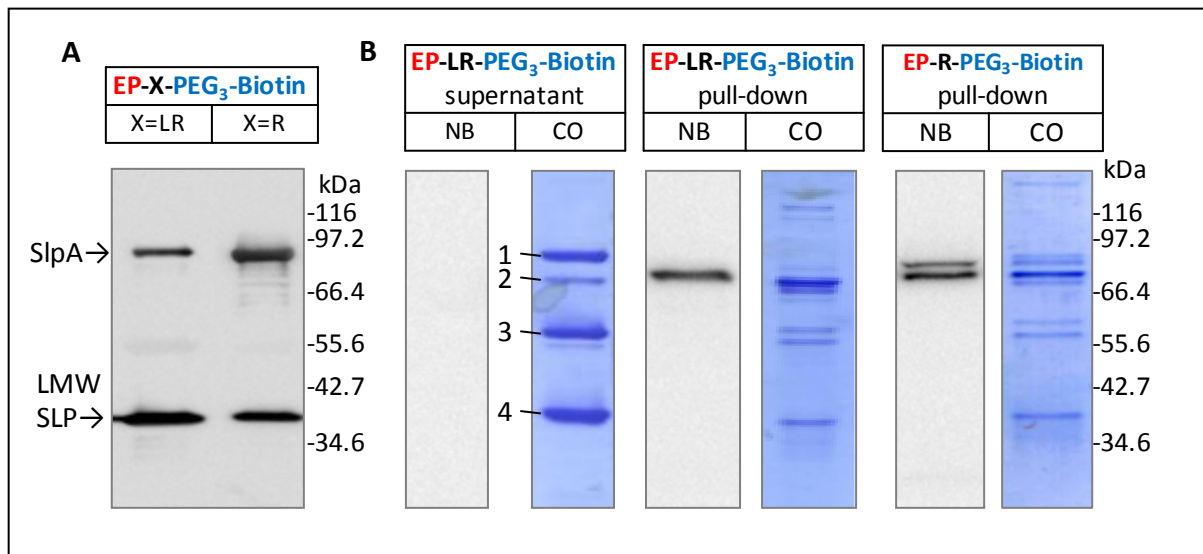 A
EP-X-PEG₃-Biotin
X=LR X=R
kDa
-116
-97.2
-66.4
-55.6
-42.7
-34.6
SlpA→
LMW
SLP→
B
EP-LR-PEG₃-Biotin
supernatant
NB CO
1
2
3
4
EP-LR-PEG₃-Biotin
pull-down
NB CO
EP-R-PEG₃-Biotin
pull-down
NB CO
kDa
-116
-97.2
-66.4
-55.6
-42.7
-34.6